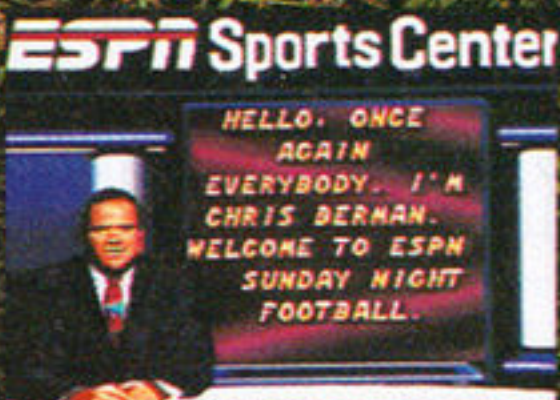 ESPN Sports Center
HELLO. ONCE
AGAIN
EVERYBODY. I'M
CHRIS BERMAN.
WELCOME TO ESPN
SUNDAY NIGHT
FOOTBALL.